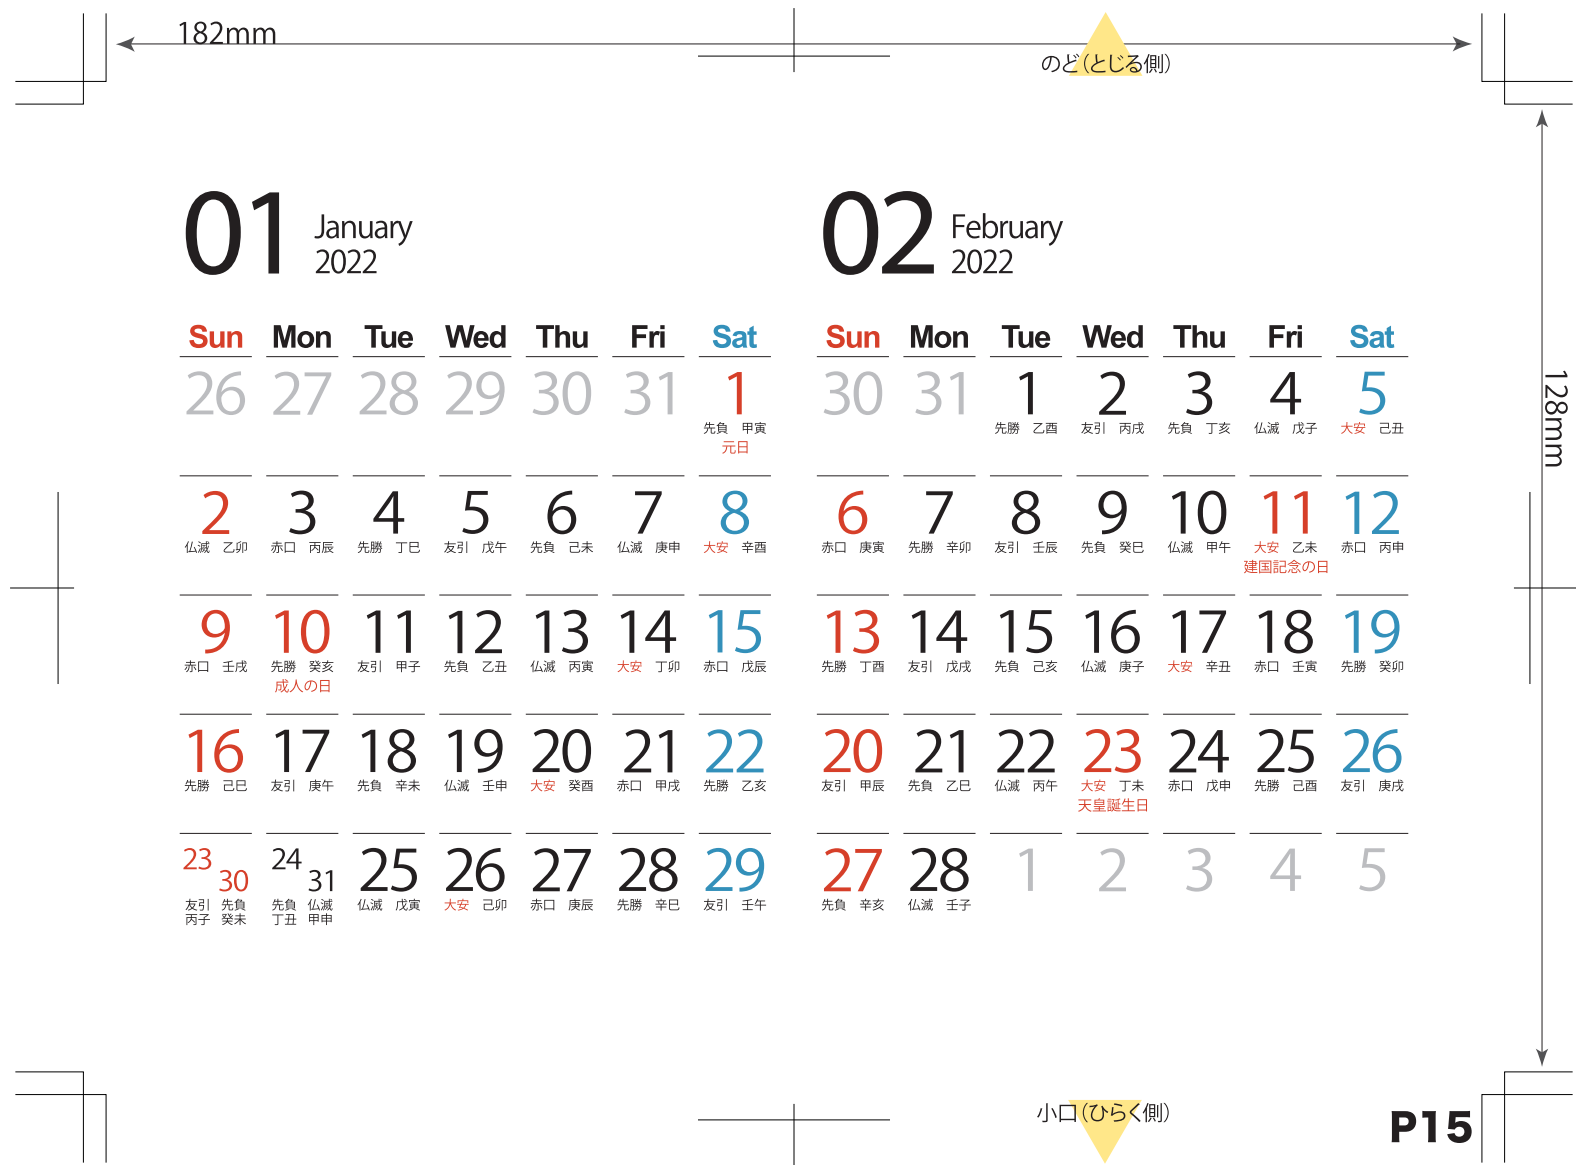 182mm
のど（とじる側）
128mm
01 January 2022
Sun Mon Tue Wed Thu Fri Sat
26 27 28 29 30 31 1
先負 甲寅
元日
2 3 4 5 6 7 8
仏滅 乙卯 赤口 丙辰 先勝 丁巳 友引 戊午 先負 己未 仏滅 庚申 大安 辛酉
9 10 11 12 13 14 15
赤口 壬戌 先勝 癸亥 友引 甲子 先負 乙丑 仏滅 丙寅 大安 丁卯 赤口 戊辰
成人の日
16 17 18 19 20 21 22
先勝 己巳 友引 庚午 先負 辛未 仏滅 壬申 大安 癸酉 赤口 甲戌 先勝 乙亥
23 30 24 31 25 26 27 28 29
友引 先負 先負 仏滅 仏滅 戊寅 大安 己卯 赤口 庚辰 先勝 辛巳 友引 壬午
丙子 癸未 丁丑 甲申
02 February 2022
Sun Mon Tue Wed Thu Fri Sat
30 31 1 2 3 4 5
先勝 乙酉 友引 丙戌 先負 丁亥 仏滅 戊子 大安 己丑
6 7 8 9 10 11 12
赤口 庚寅 先勝 辛卯 友引 壬辰 先負 癸巳 仏滅 甲午 大安 乙未 赤口 丙申
建国記念の日
13 14 15 16 17 18 19
先勝 丁酉 友引 戊戌 先負 己亥 仏滅 庚子 大安 辛丑 赤口 壬寅 先勝 癸卯
20 21 22 23 24 25 26
友引 甲辰 先負 乙巳 仏滅 丙午 大安 丁未 赤口 戊申 先勝 己酉 友引 庚戌
天皇誕生日
27 28 1 2 3 4 5
先負 辛亥 仏滅 壬子
小口（ひらく側）
P15